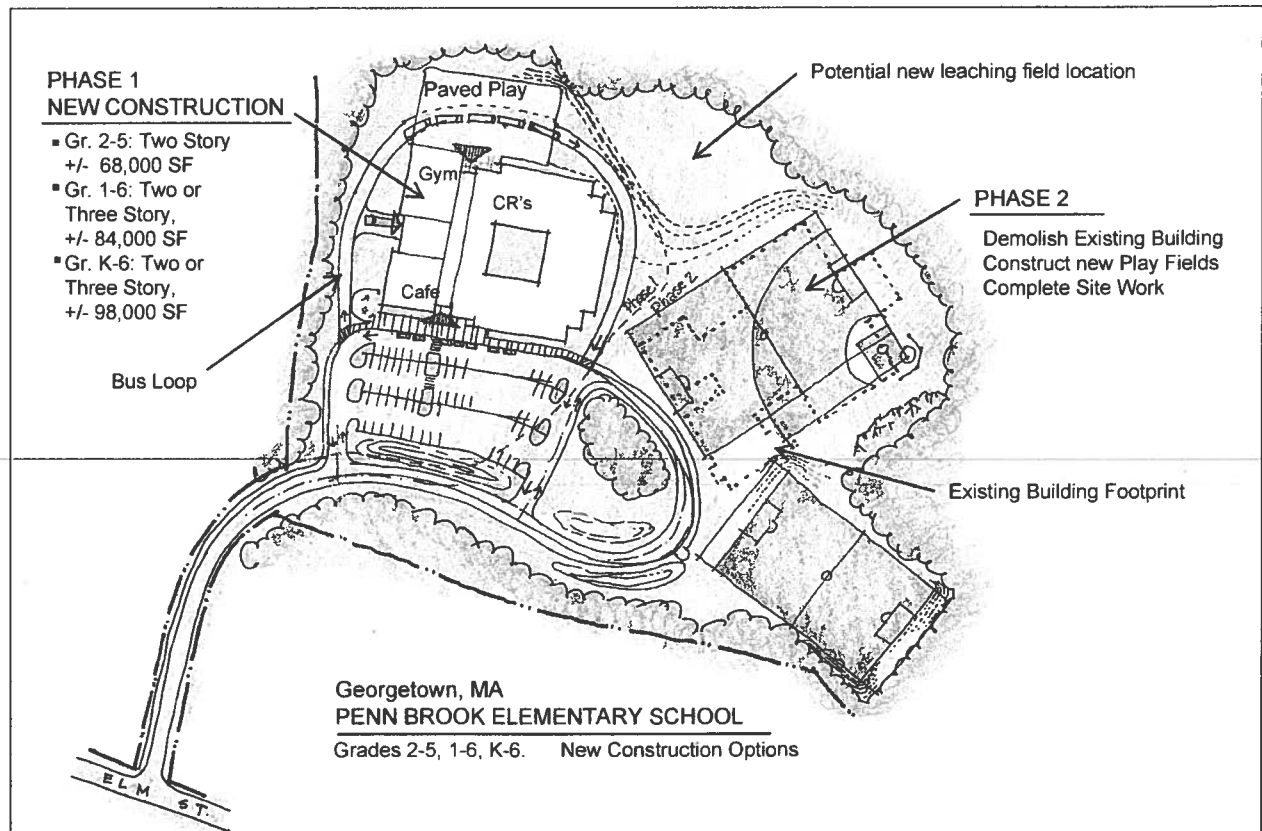 PHASE 1
NEW CONSTRUCTION
▪ Gr. 2-5: Two Story
+/- 68,000 SF
▪ Gr. 1-6: Two or
Three Story,
+/- 84,000 SF
▪ Gr. K-6: Two or
Three Story,
+/- 98,000 SF
Bus Loop
Paved Play
Gym
CR's
Cafe
Potential new leaching field location
PHASE 2
Demolish Existing Building
Construct new Play Fields
Complete Site Work
Phase 1
Phase 2
Existing Building Footprint
Georgetown, MA
PENN BROOK ELEMENTARY SCHOOL
Grades 2-5, 1-6, K-6. New Construction Options
ELM ST.